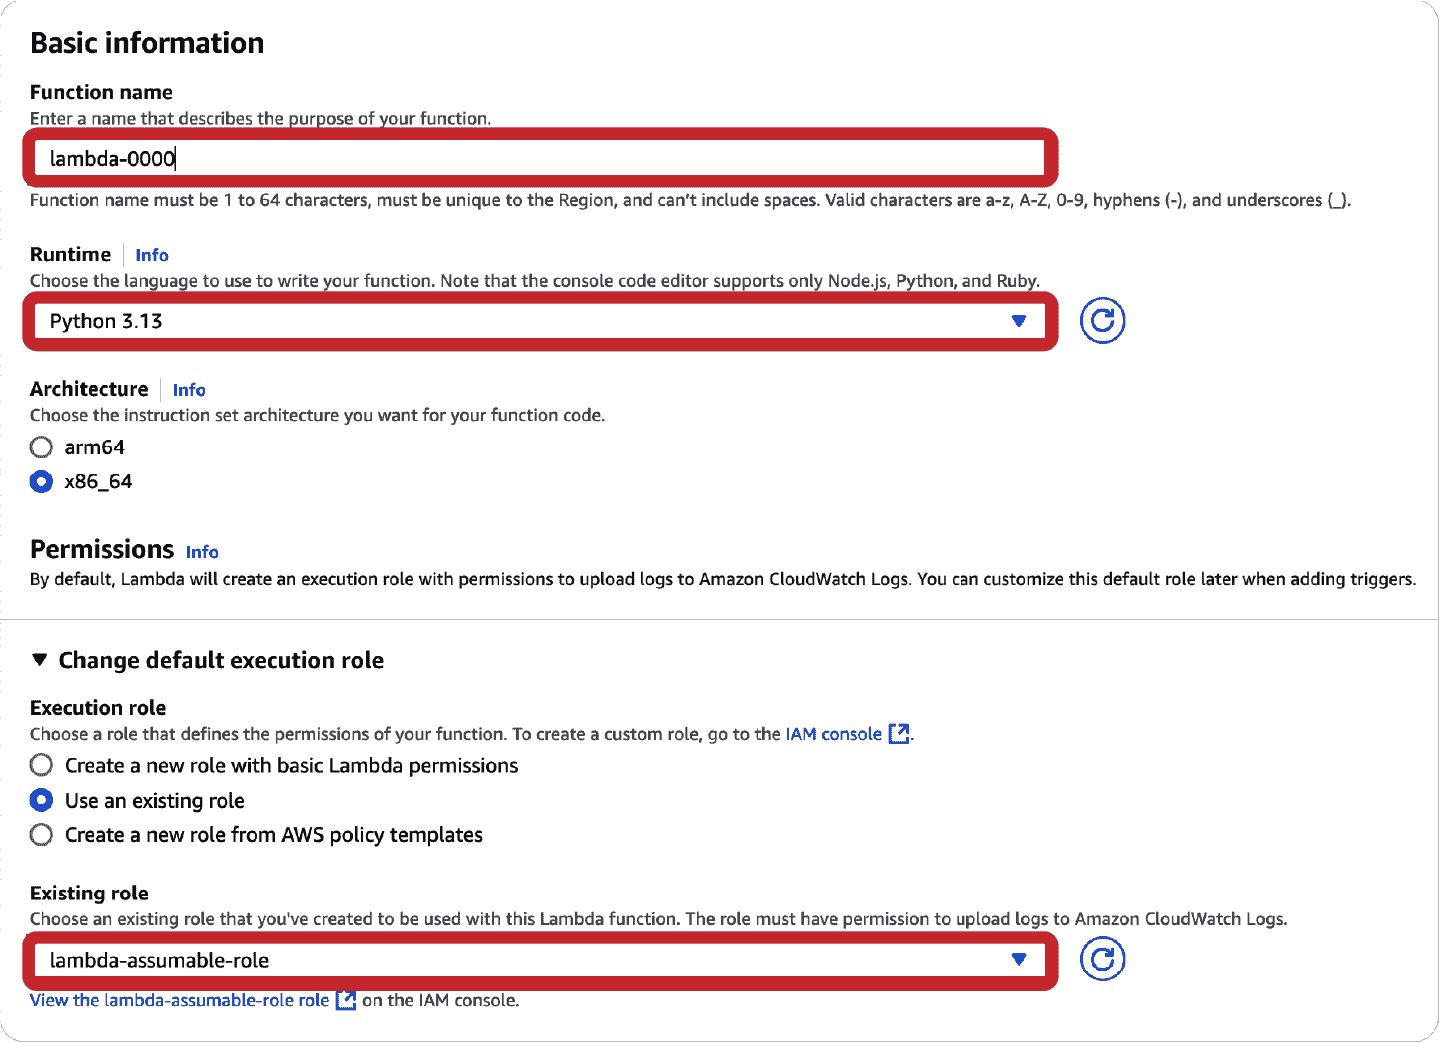 Basic information
Function name
Enter a name that describes the purpose of your function.
lambda-0000
Function name must be 1 to 64 characters, must be unique to the Region, and can’t include spaces. Valid characters are a-z, A-Z, 0-9, hyphens (-), and underscores (_).
Runtime Info
Choose the language to use to write your function. Note that the console code editor supports only Node.js, Python, and Ruby.
Python 3.13
Architecture Info
Choose the instruction set architecture you want for your function code.
arm64
x86_64
Permissions Info
By default, Lambda will create an execution role with permissions to upload logs to Amazon CloudWatch Logs. You can customize this default role later when adding triggers.
Change default execution role
Execution role
Choose a role that defines the permissions of your function. To create a custom role, go to the IAM console.
Create a new role with basic Lambda permissions
Use an existing role
Create a new role from AWS policy templates
Existing role
Choose an existing role that you've created to be used with this Lambda function. The role must have permission to upload logs to Amazon CloudWatch Logs.
lambda-assumable-role
View the lambda-assumable-role role on the IAM console.